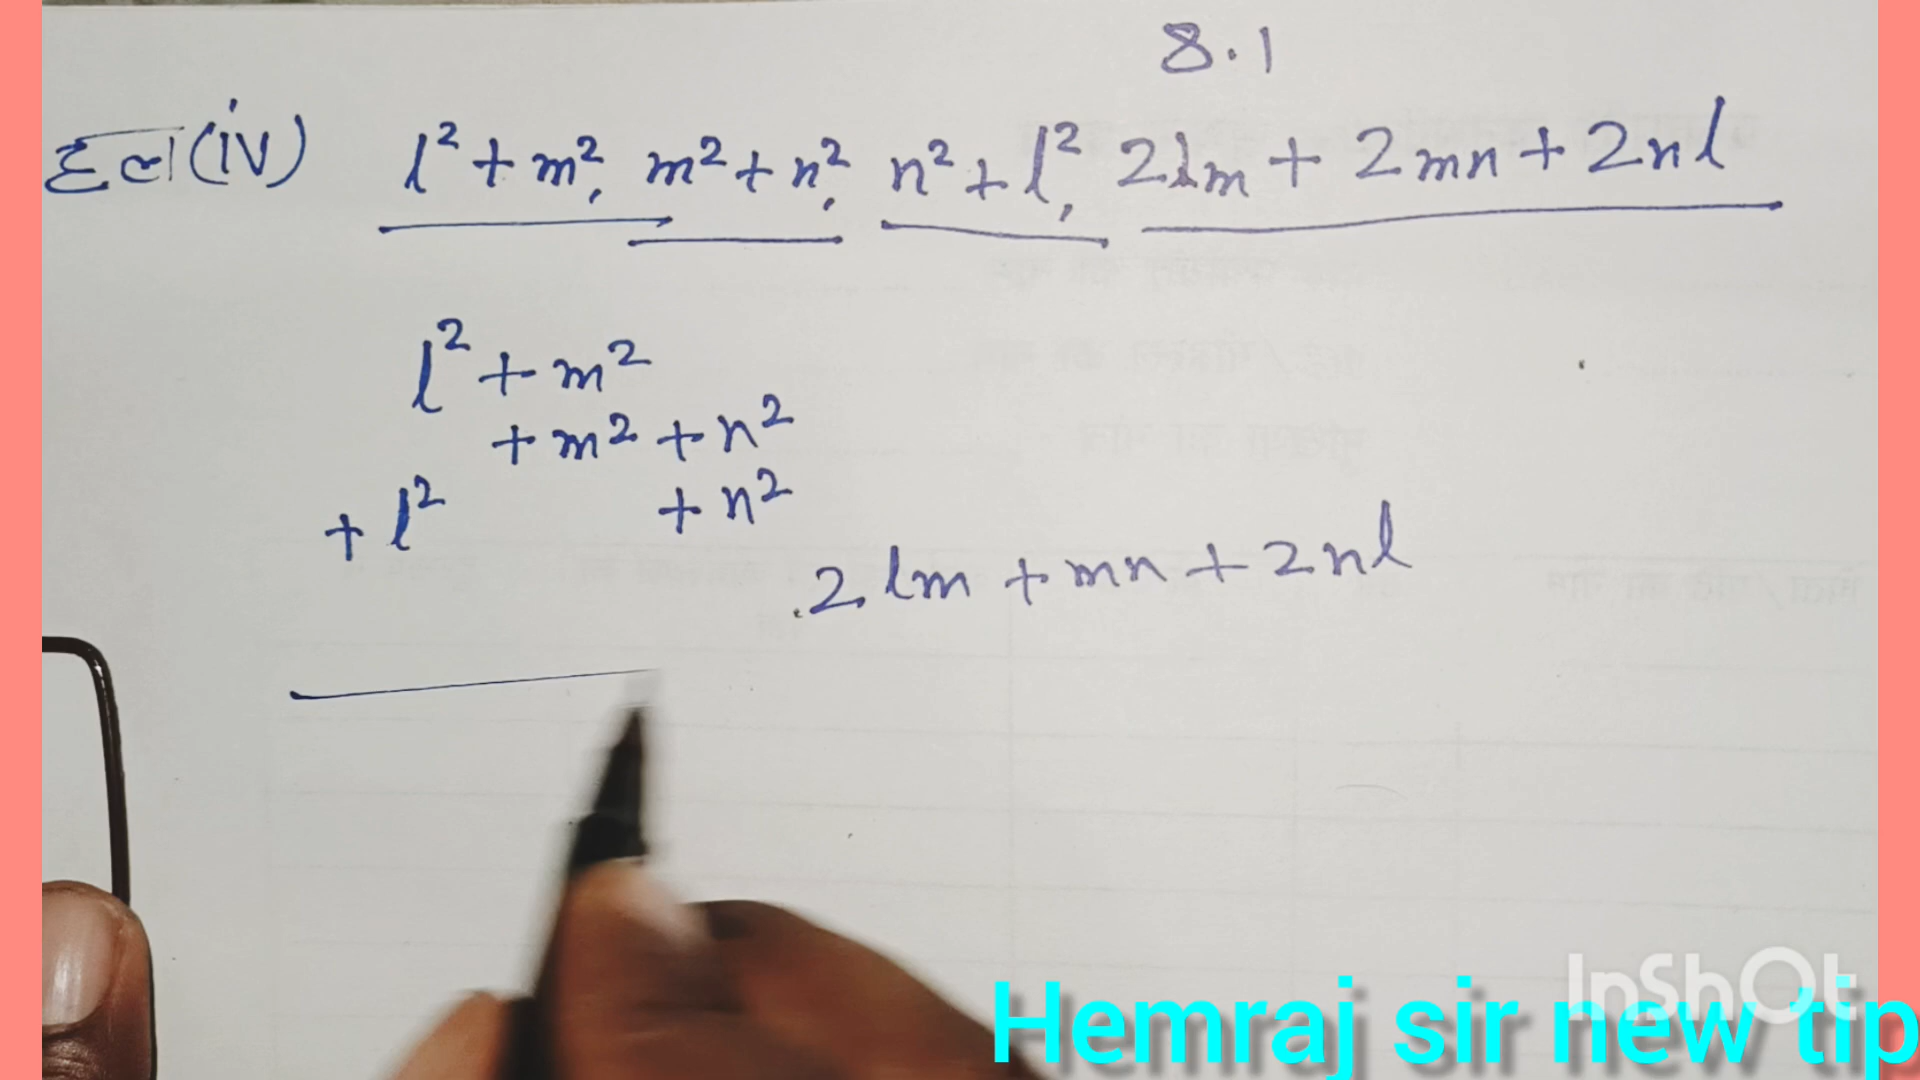 8.1
हल (iv) l² + m², m² + n², n² + l², 2lm + 2mn + 2nl
l² + m²
+ m² + n²
+ l² + n²
2lm + mn + 2nl
InShOt
Hemraj sir new tip